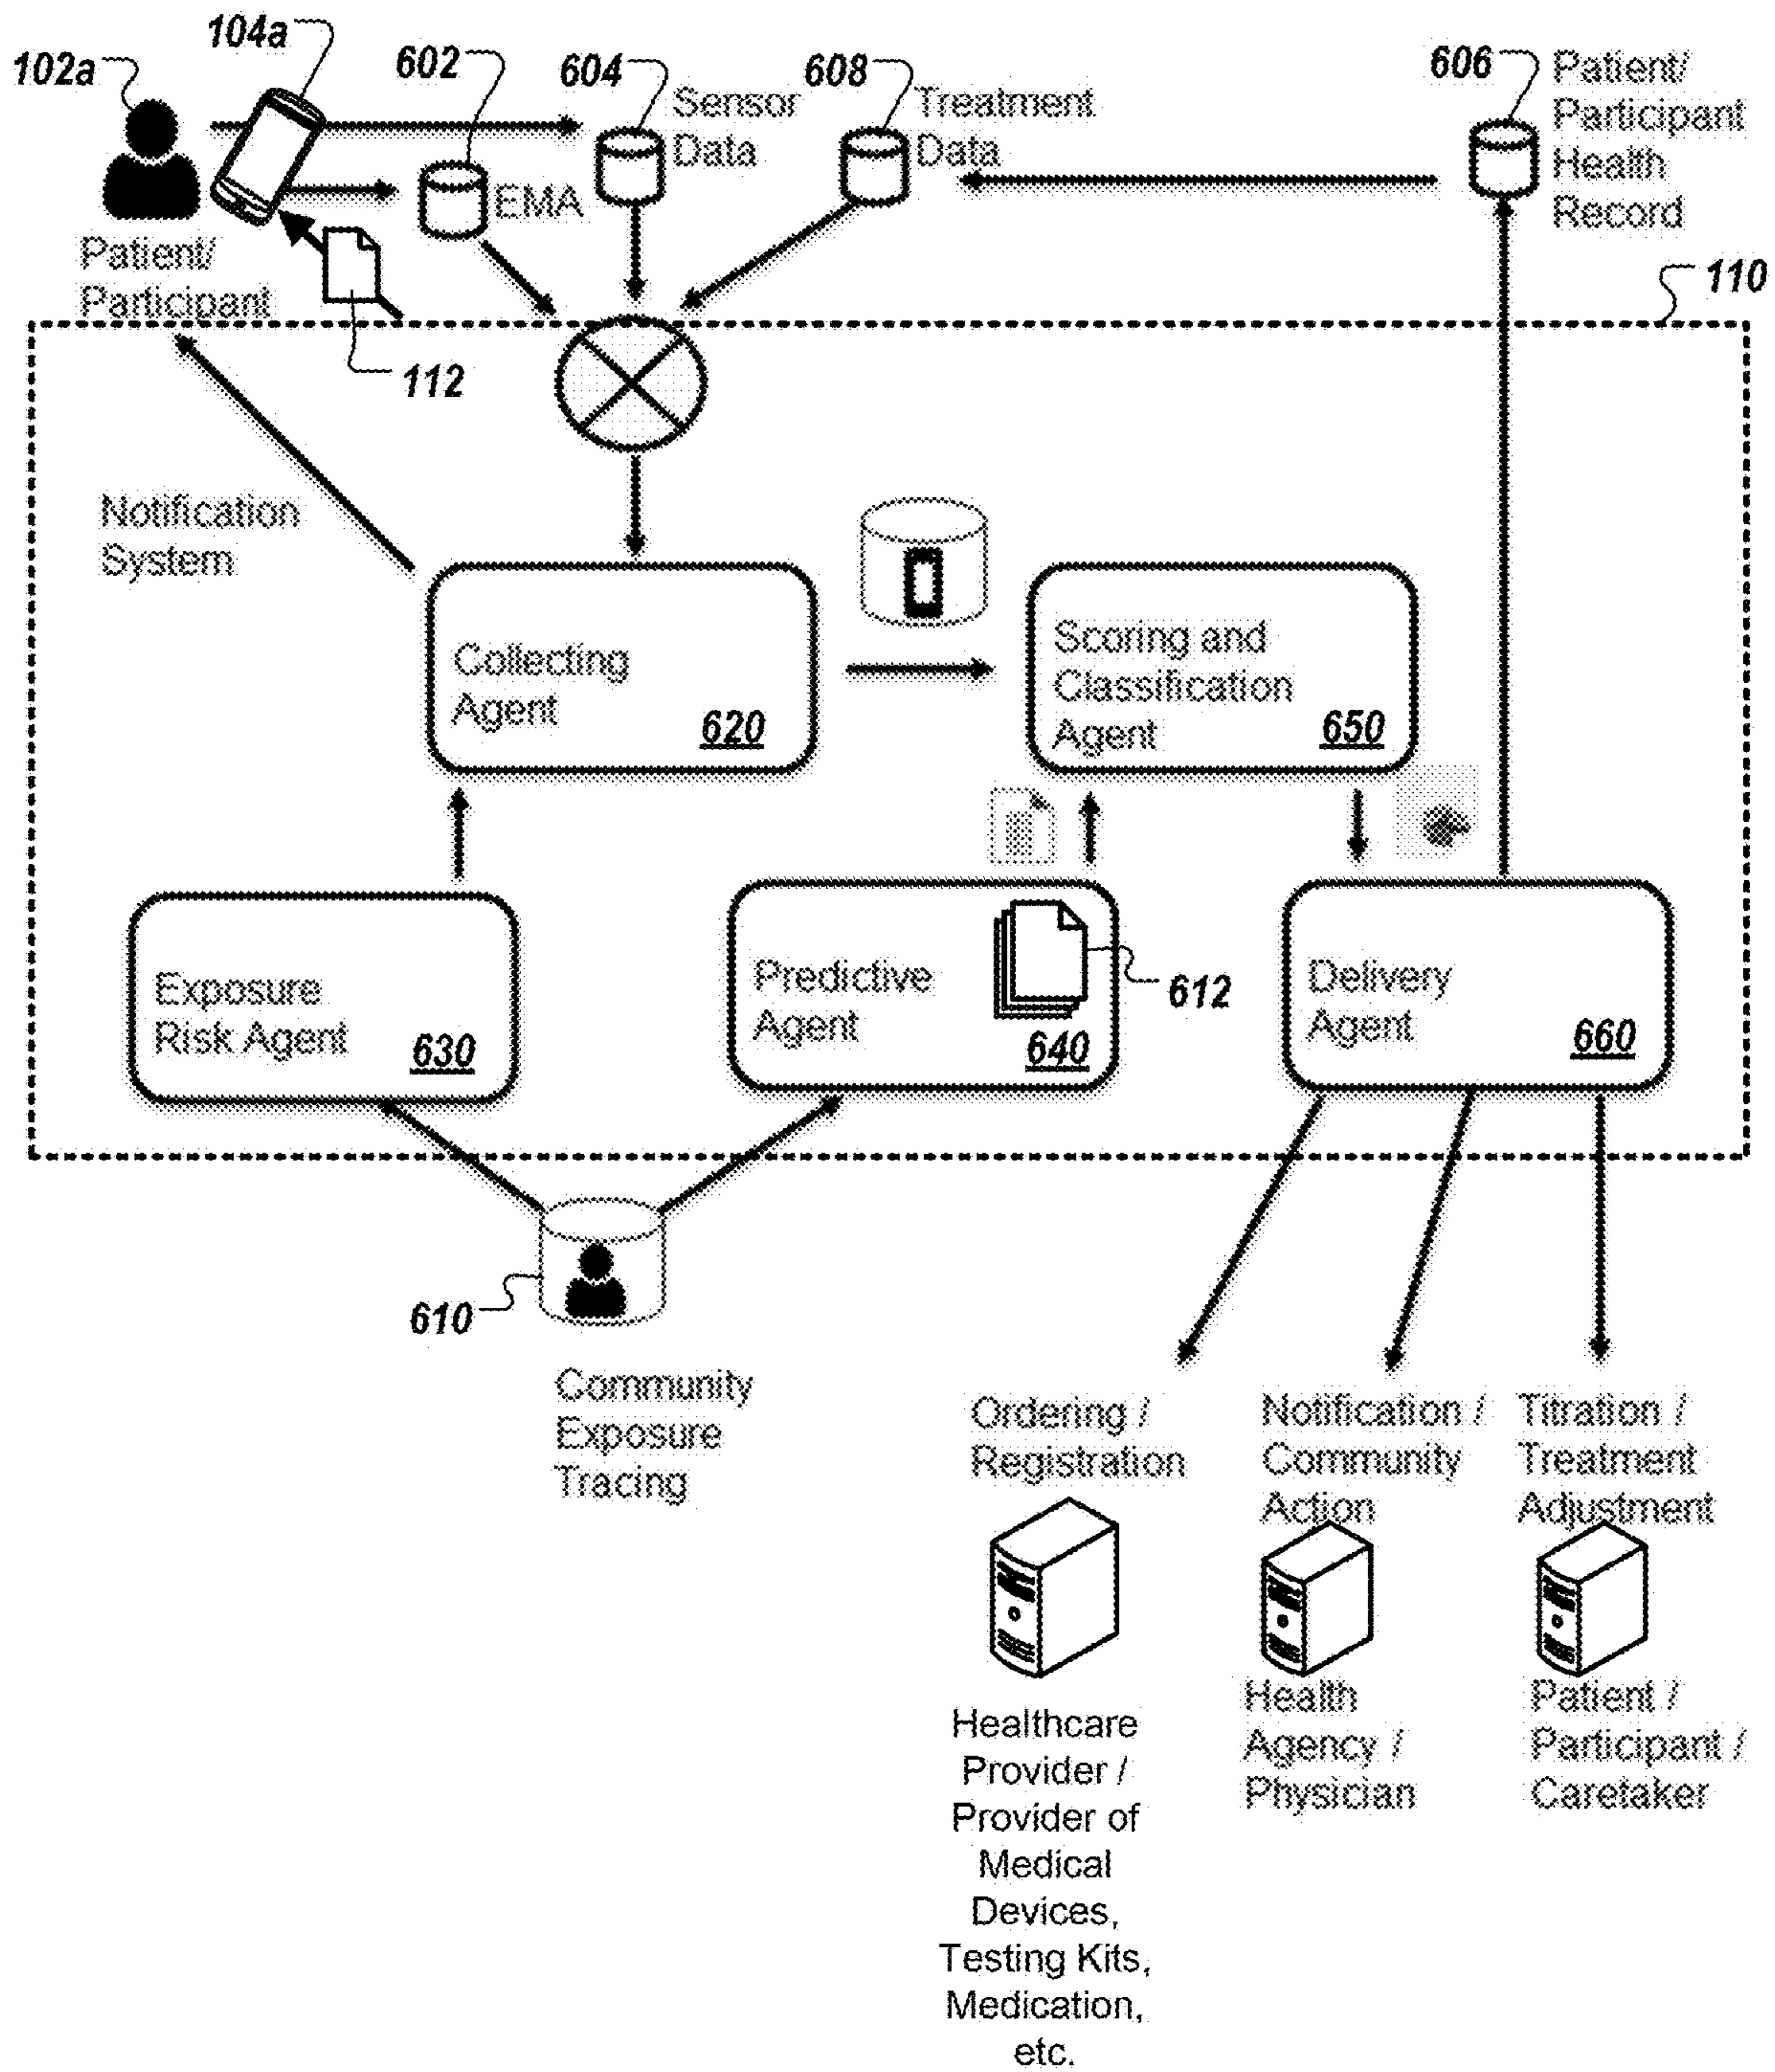 104a
102a
602
604
608
606
Sensor
Data
Treatment
Data
Patient/
Participant
Health
Record
EMA
Patient/
Participant
110
112
Notification
System
Collecting
Agent
620
Scoring and
Classification
Agent
650
Exposure
Risk Agent
630
Predictive
Agent
640
612
Delivery
Agent
660
610
Community
Exposure
Tracing
Ordering /
Registration
Notification /
Community
Action
Titration /
Treatment
Adjustment
Healthcare
Provider /
Provider of
Medical
Devices,
Testing Kits,
Medication,
etc.
Health
Agency /
Physician
Patient /
Participant /
Caretaker